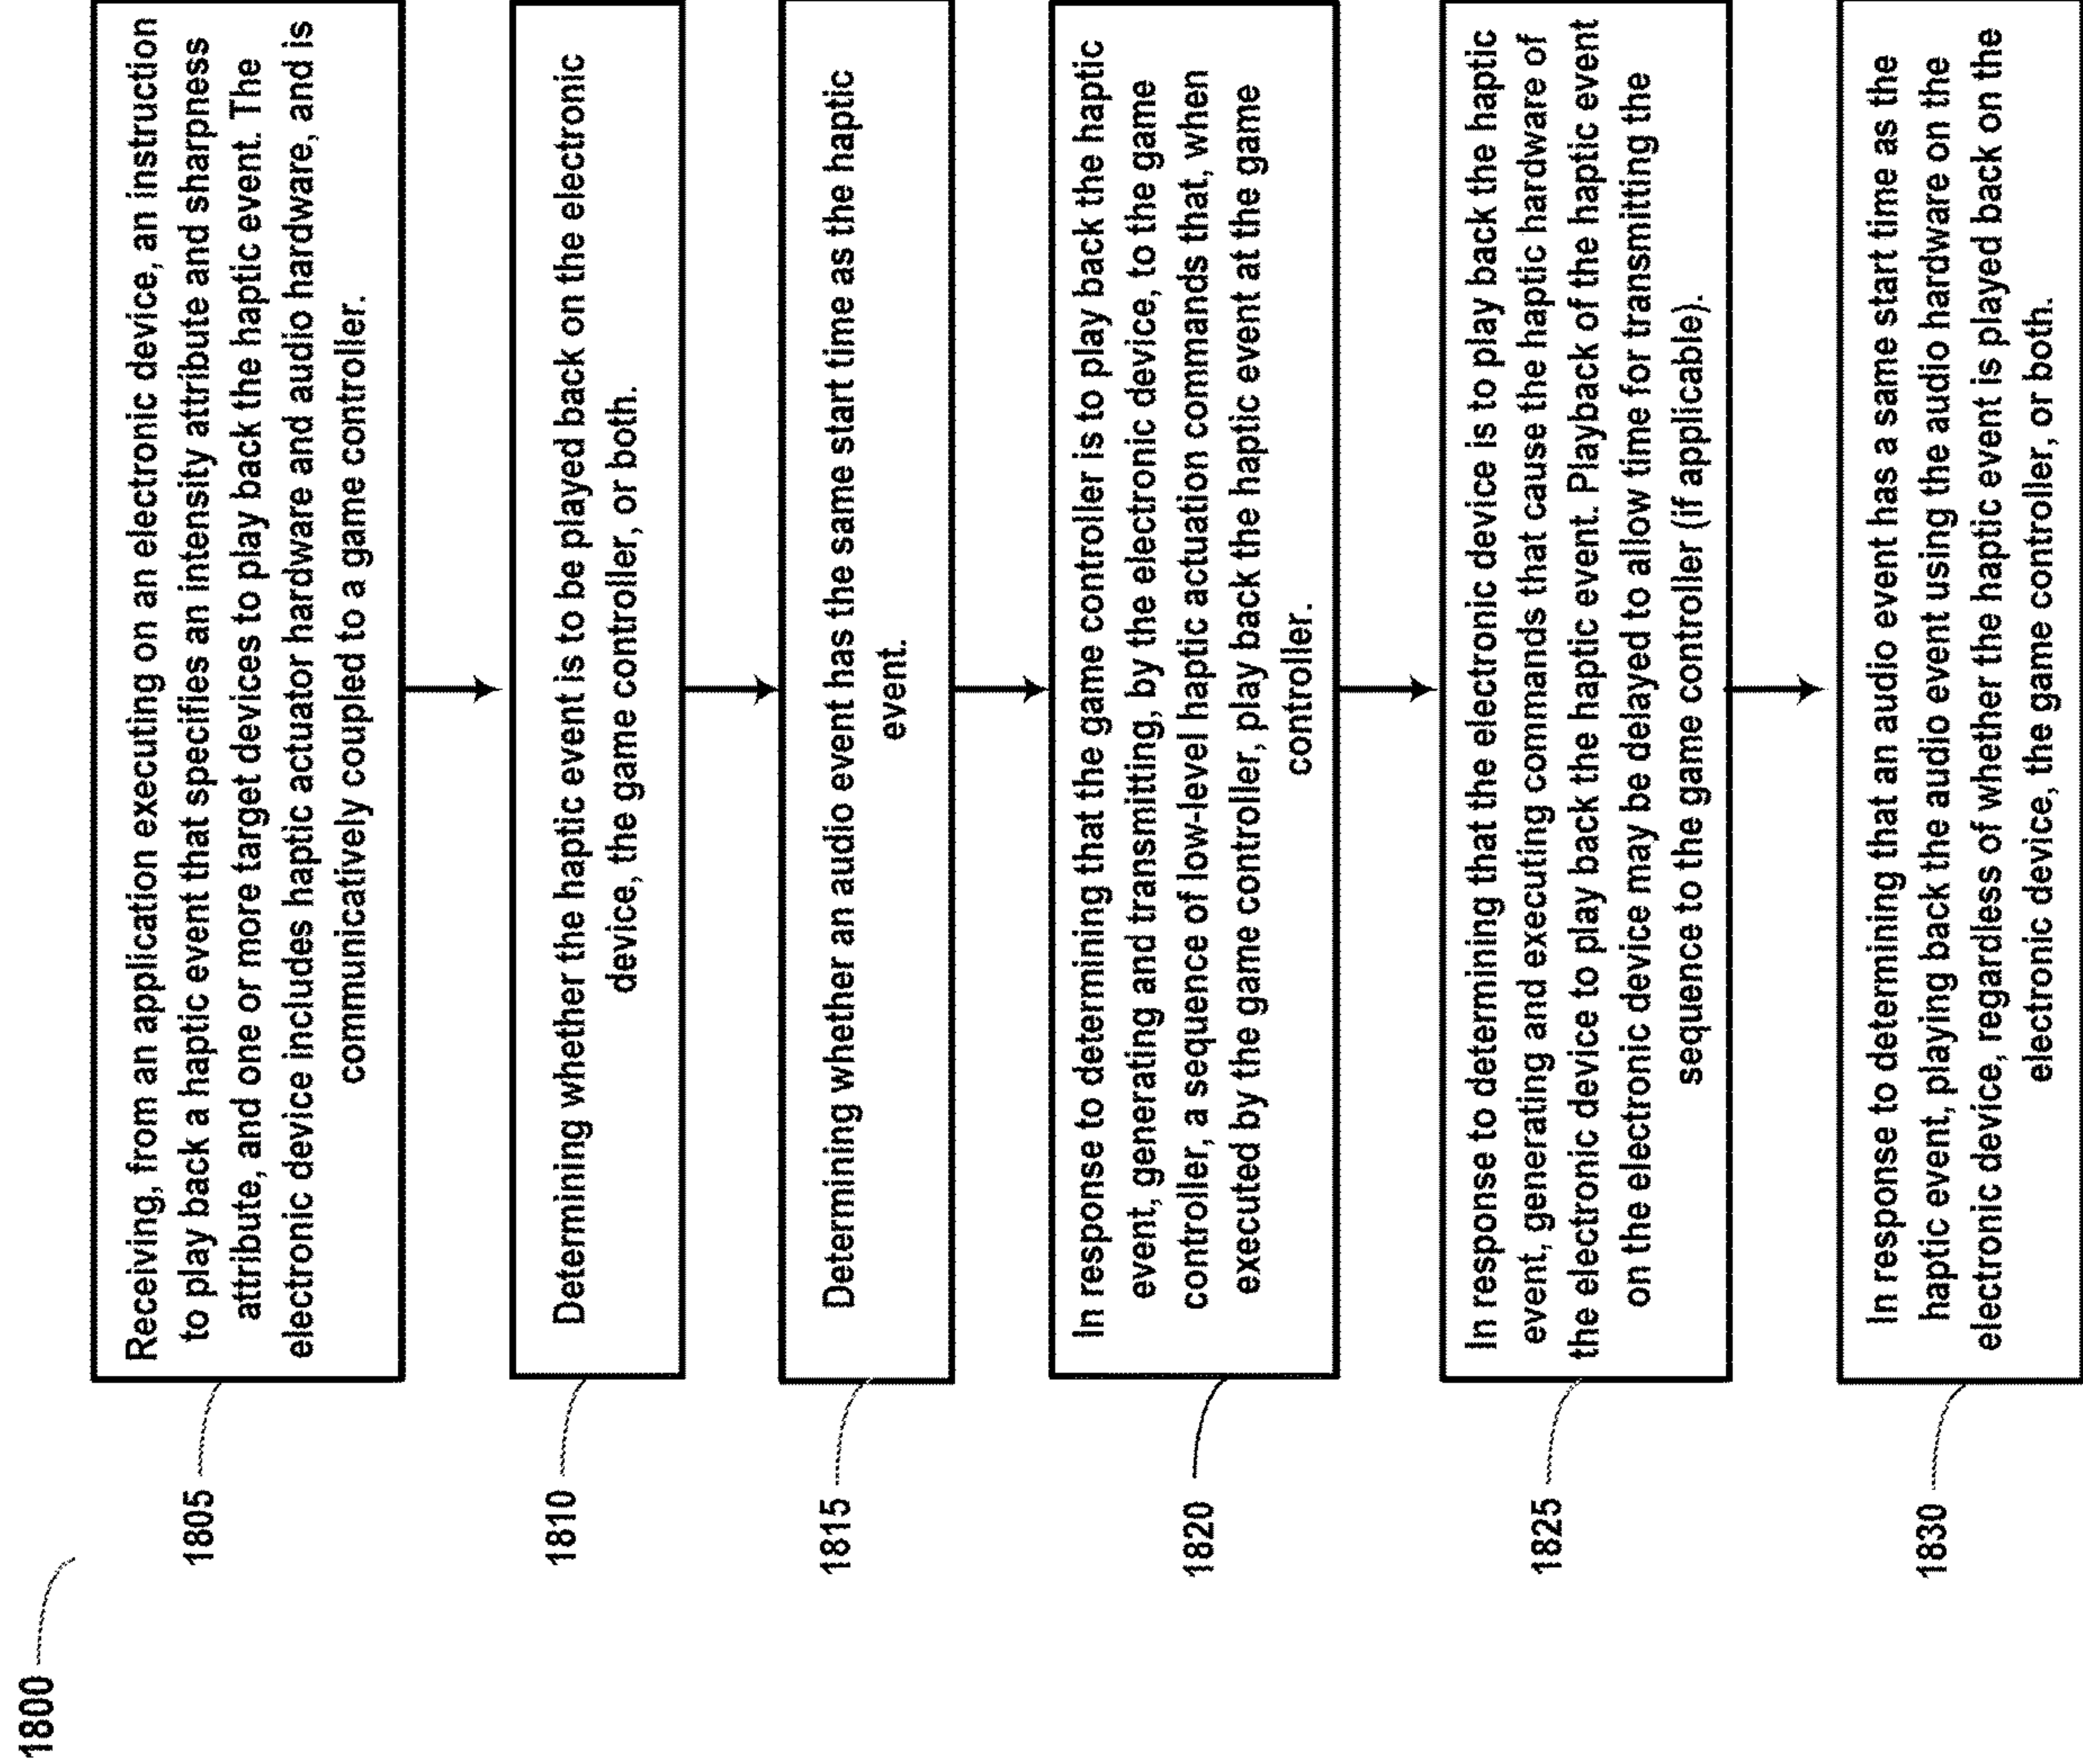 1800
1805
Receiving, from an application executing on an electronic device, an instruction
to play back a haptic event that specifies an intensity attribute and sharpness
attribute, and one or more target devices to play back the haptic event. The
electronic device includes haptic actuator hardware and audio hardware, and is
communicatively coupled to a game controller.
1810
Determining whether the haptic event is to be played back on the electronic
device, the game controller, or both.
1815
Determining whether an audio event has the same start time as the haptic
event.
1820
In response to determining that the game controller is to play back the haptic
event, generating and transmitting, by the electronic device, to the game
controller, a sequence of low-level haptic actuation commands that, when
executed by the game controller, play back the haptic event at the game
controller.
1825
In response to determining that the electronic device is to play back the haptic
event, generating and executing commands that cause the haptic hardware of
the electronic device to play back the haptic event. Playback of the haptic event
on the electronic device may be delayed to allow time for transmitting the
sequence to the game controller (if applicable).
1830
In response to determining that an audio event has a same start time as the
haptic event, playing back the audio event using the audio hardware on the
electronic device, regardless of whether the haptic event is played back on the
electronic device, the game controller, or both.